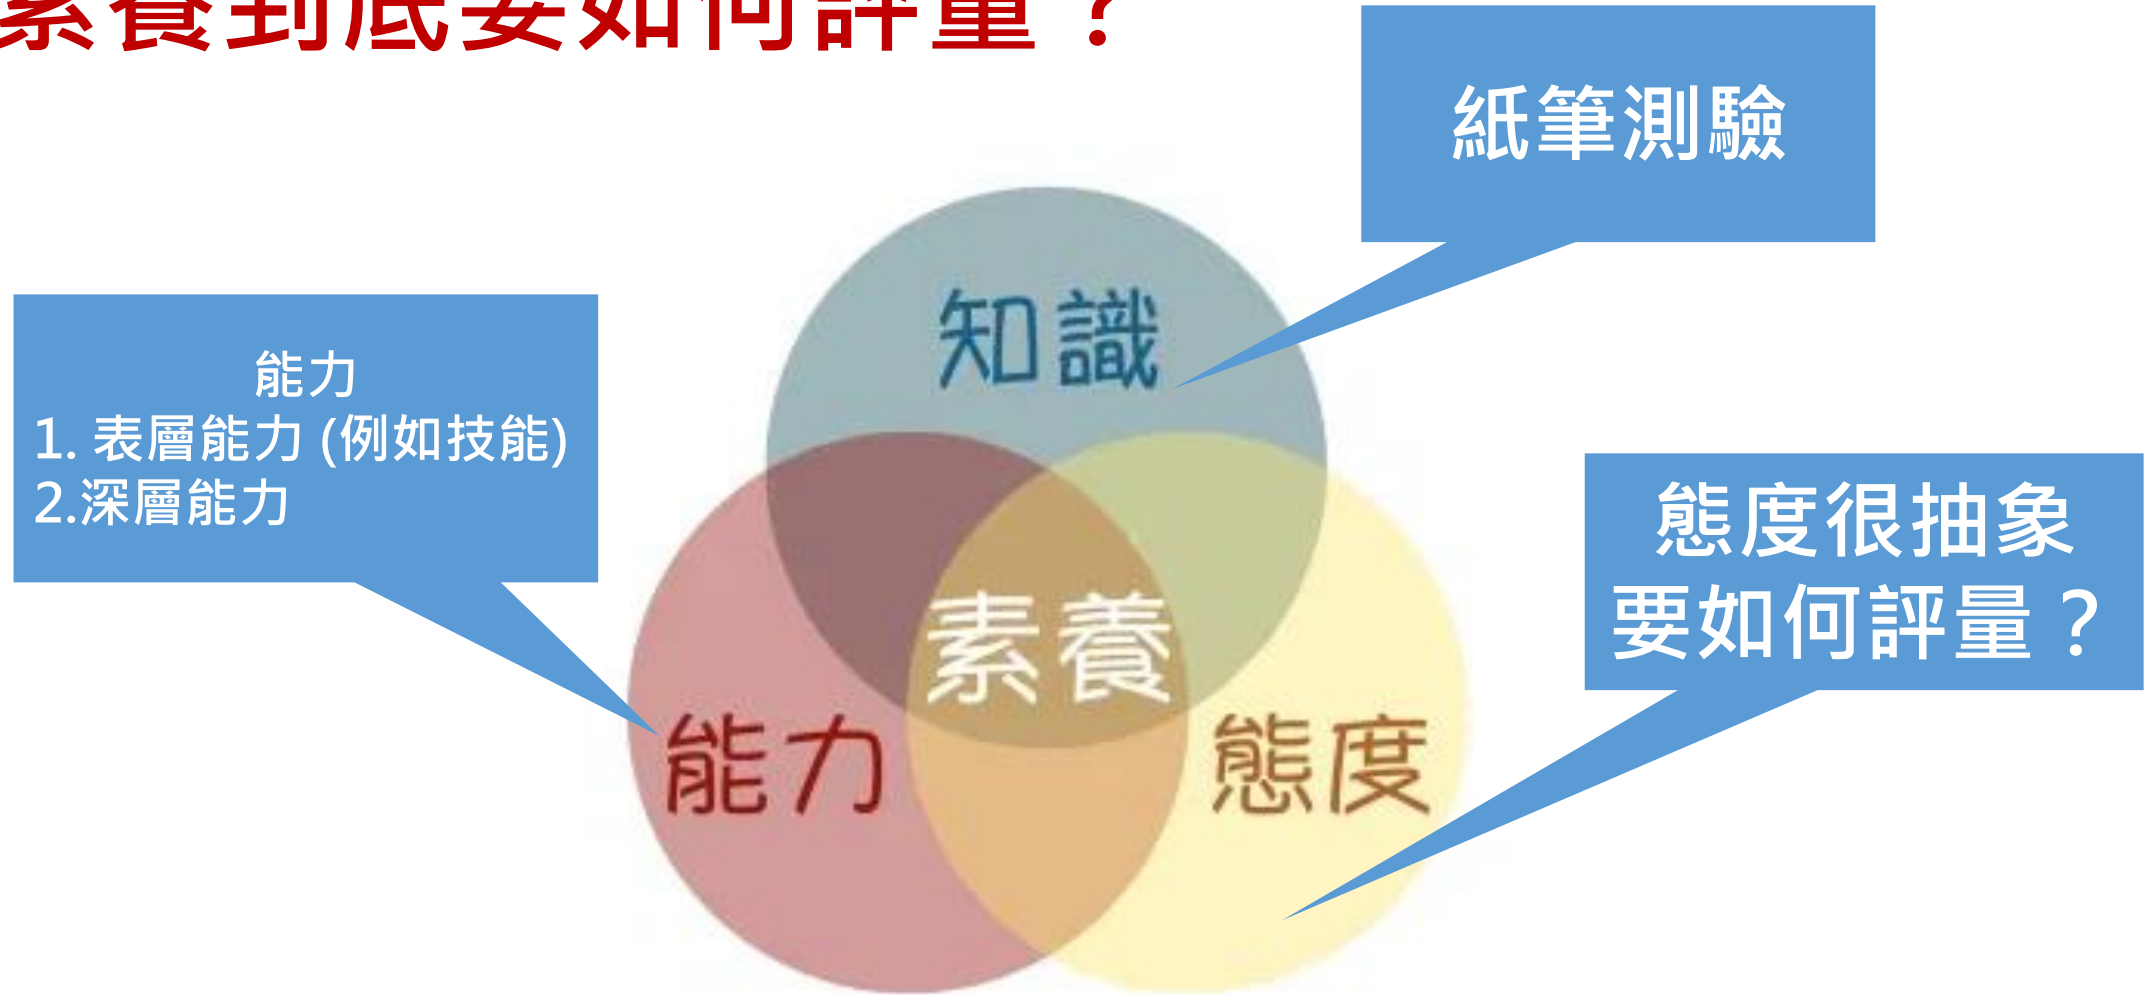 素養到底要如何評量？
紙筆測驗
知識
能力
1. 表層能力 (例如技能)
2.深層能力
態度很抽象
要如何評量？
素養
能力
態度